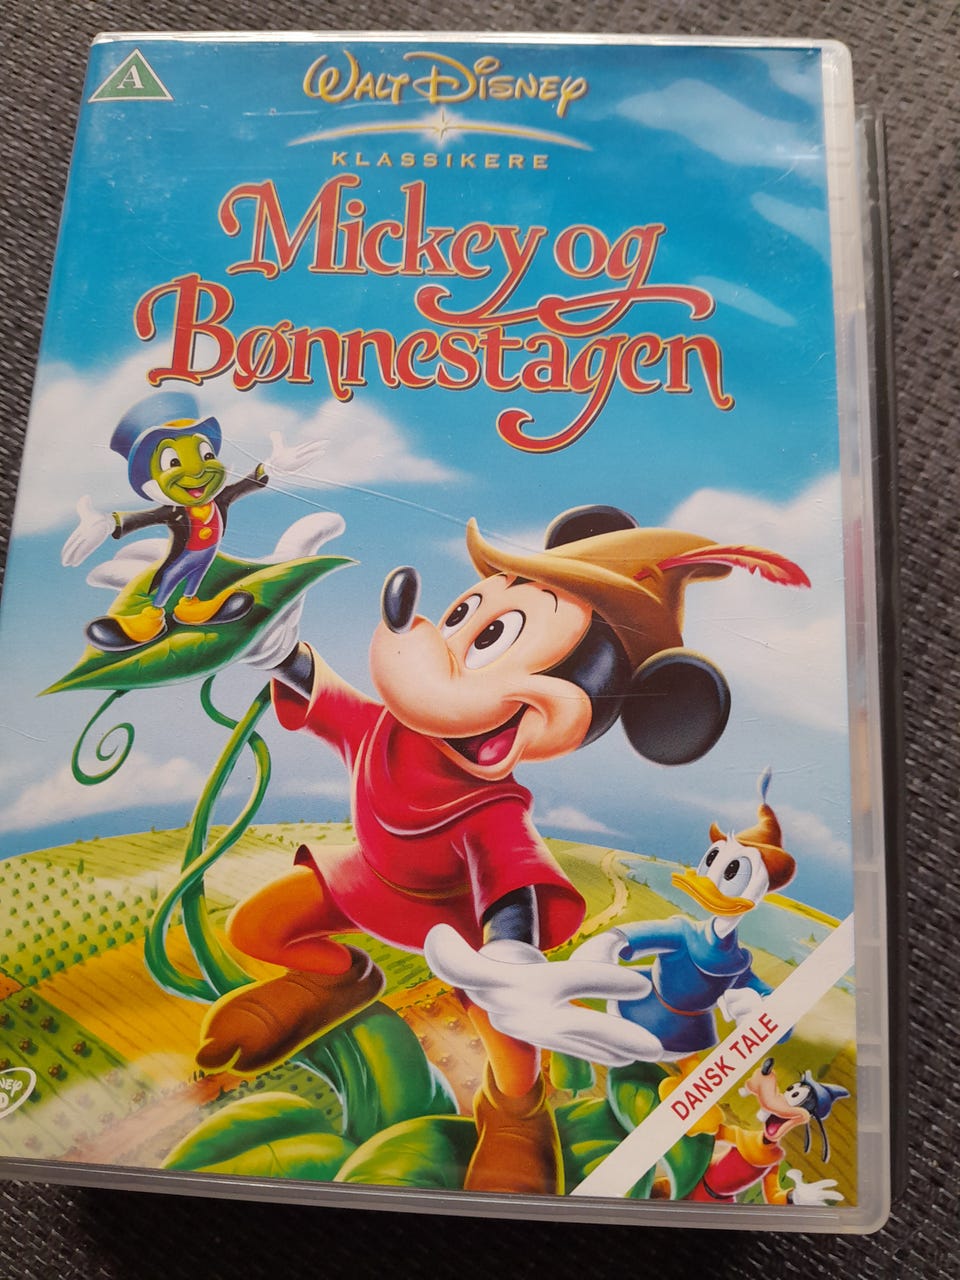 A
WALT DISNEY
KLASSIKERE
Mickey og
Bønnestagen
DANSK TALE